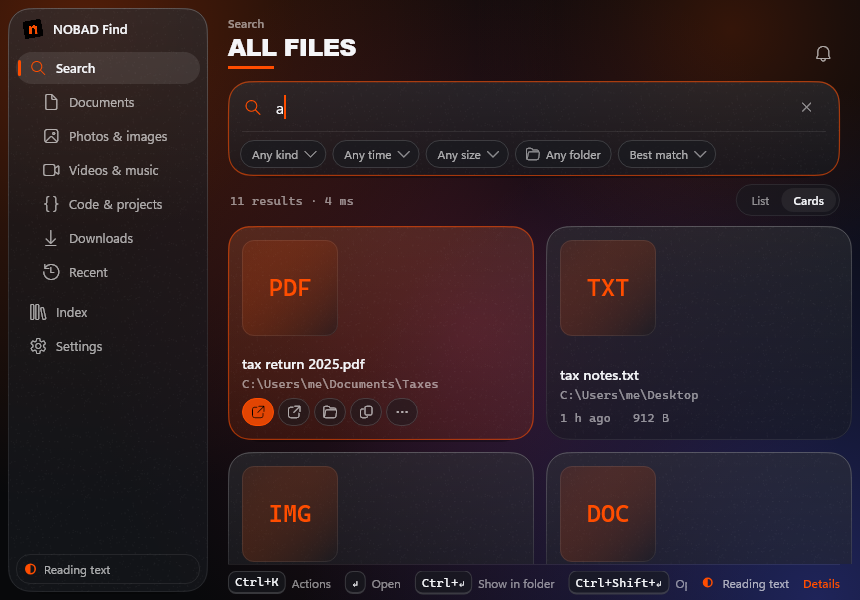 n NOBAD Find
Search
Documents
Photos & images
Videos & music
Code & projects
Downloads
Recent
Index
Settings
Reading text
Search
ALL FILES
a
Any kind
Any time
Any size
Any folder
Best match
11 results · 4 ms
List
Cards
PDF
tax return 2025.pdf
C:\Users\me\Documents\Taxes
TXT
tax notes.txt
C:\Users\me\Desktop
1 h ago 912 B
IMG
DOC
Ctrl+K Actions ↲ Open Ctrl+↲ Show in folder Ctrl+Shift+↲ Reading text Details